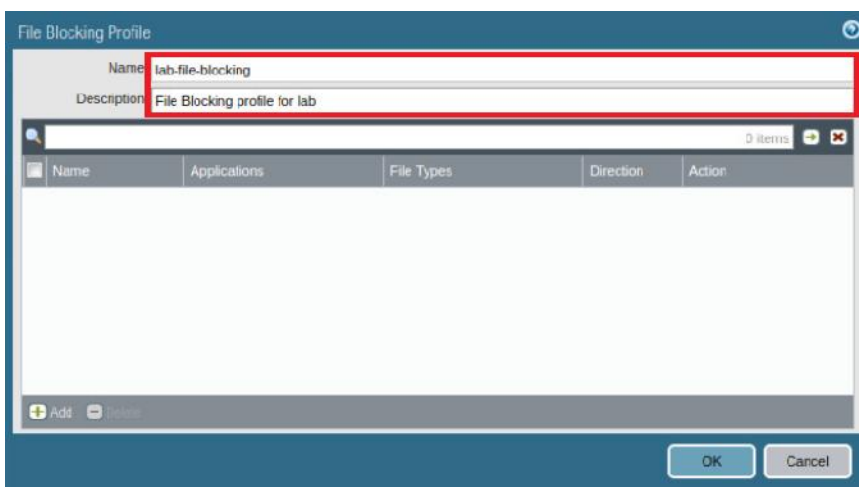 File Blocking Profile
Name lab-file-blocking
Description File Blocking profile for lab
0 items
Name Applications File Types Direction Action
Add Delete
OK Cancel